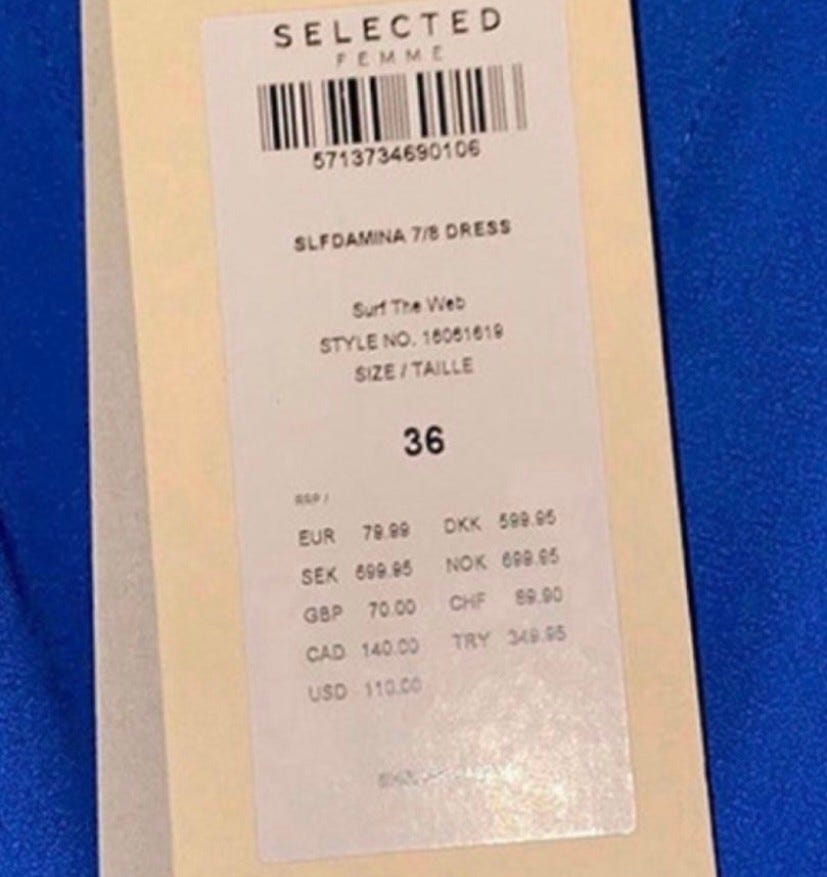 SELECTED
FEMME
5713734690106
SLFDAMINA 7/8 DRESS
Surf The Web
STYLE NO. 16061619
SIZE / TAILLE
36
RRP /
EUR 79.99 DKK 599.95
SEK 699.95 NOK 699.95
GBP 70.00 CHF 89.90
CAD 140.00 TRY 349.95
USD 110.00